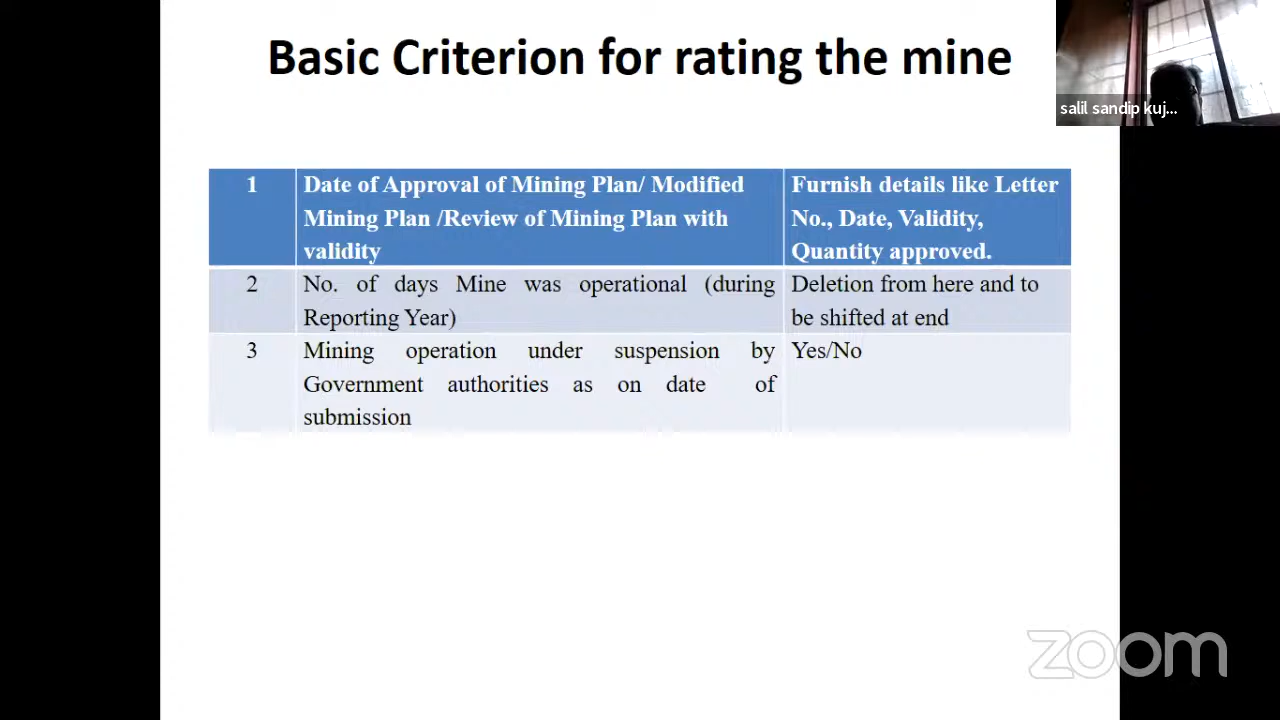 Basic Criterion for rating the mine
salil sandip kuj...
1
Date of Approval of Mining Plan/ Modified
Mining Plan /Review of Mining Plan with
validity
Furnish details like Letter
No., Date, Validity,
Quantity approved.
2
No. of days Mine was operational (during
Reporting Year)
Deletion from here and to
be shifted at end
3
Mining operation under suspension by
Government authorities as on date of
submission
Yes/No
zoom